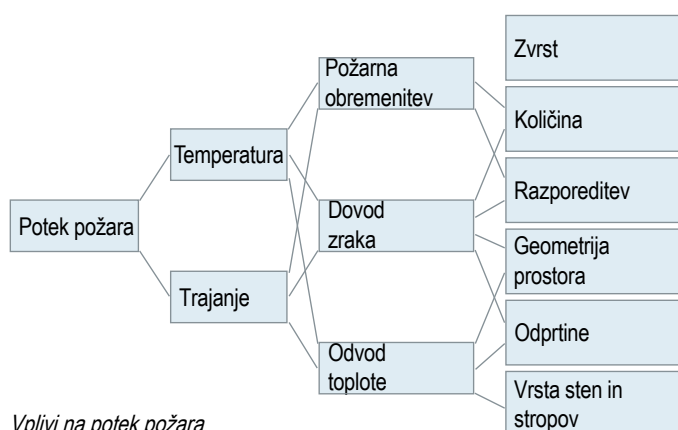 Zvrst
Požarna
obremenitev
Količina
Temperatura
Razporeditev
Potek požara
Dovod
zraka
Geometrija
prostora
Trajanje
Odprtine
Odvod
toplote
Vrsta sten in
stropov
Vplivi na potek požara